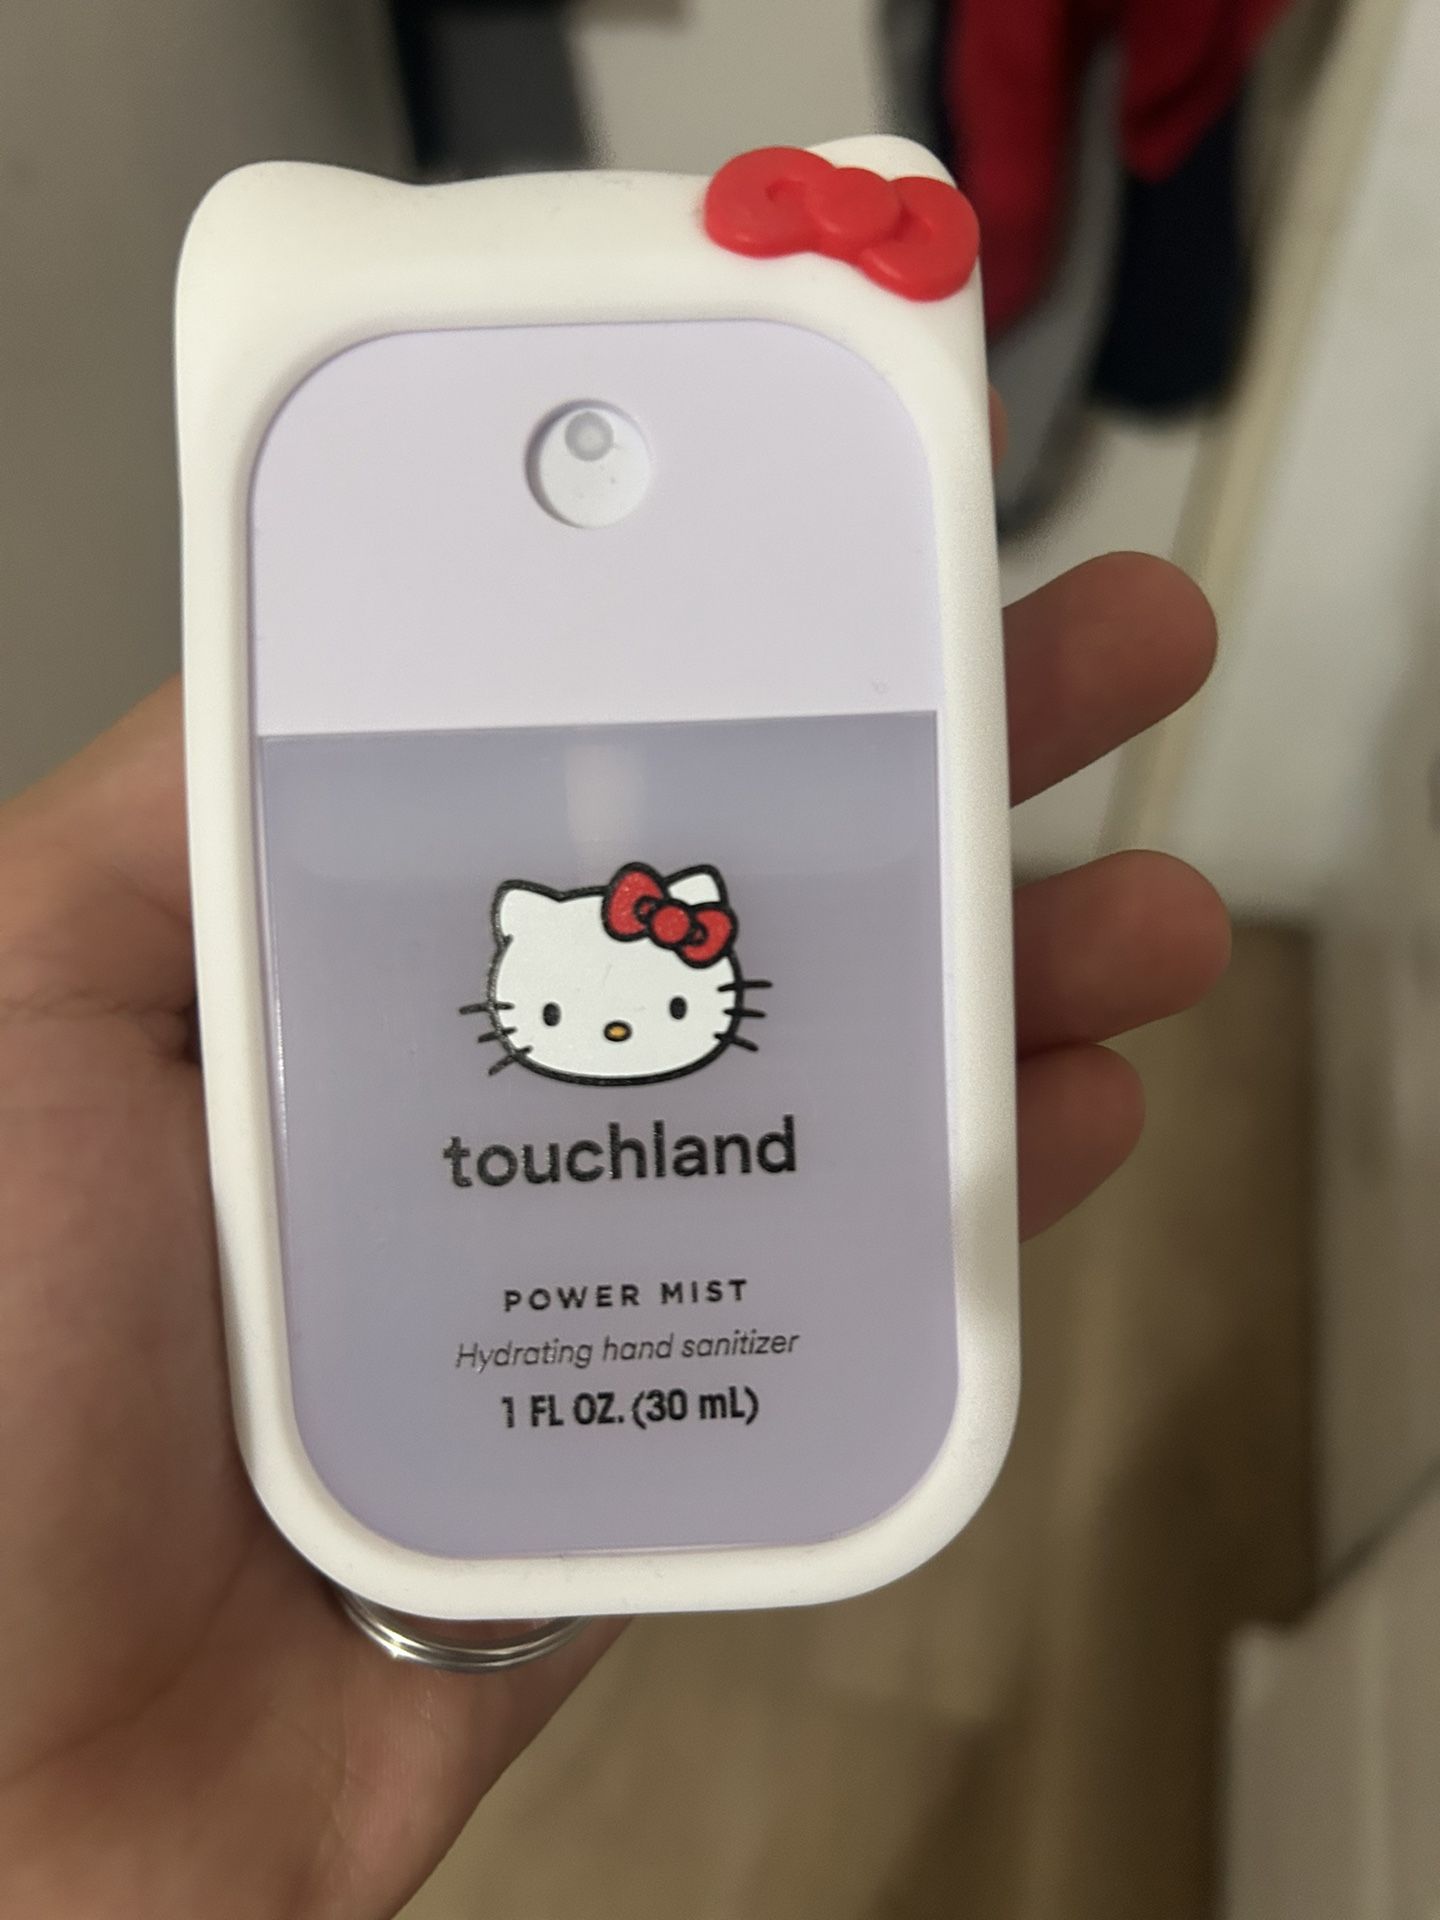 touchland
POWER MIST
Hydrating hand sanitizer
1 FL OZ. (30 mL)